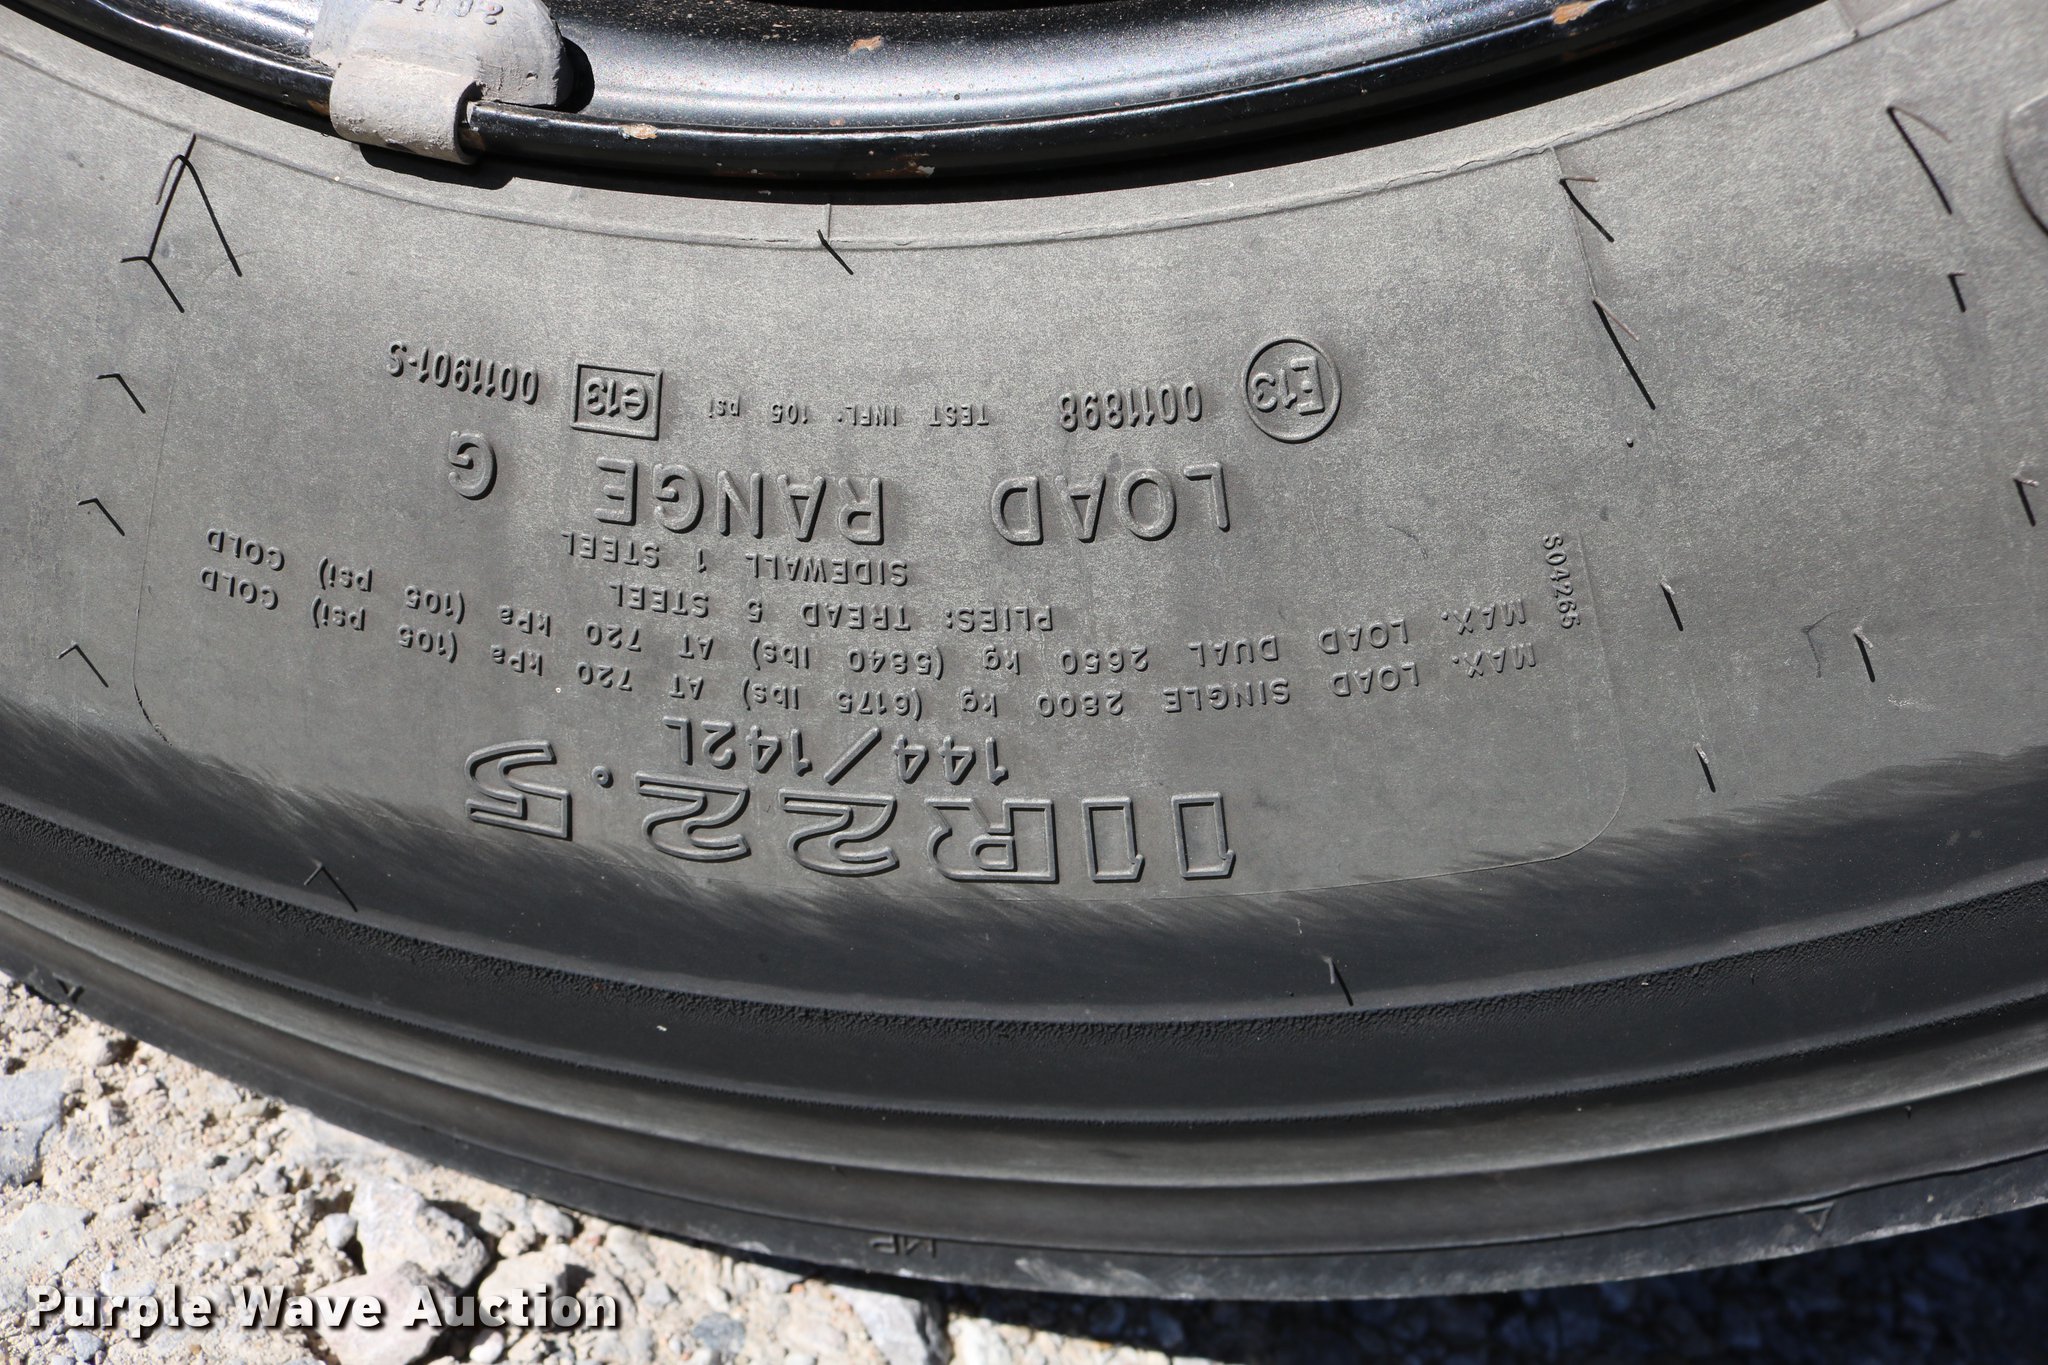 11R22.5
144/142L
MAX. LOAD SINGLE 2800 kg (6175 lbs) AT 720 kPa (105 psi) COLD
MAX. LOAD DUAL 2650 kg (5840 lbs) AT 720 kPa (105 psi) COLD
PLIES: TREAD 5 STEEL
SIDEWALL 1 STEEL
LOAD RANGE G
E13 0011898 TEST INFL: 105 psi e13 0011901-S
S04265
MP
Purple Wave Auction